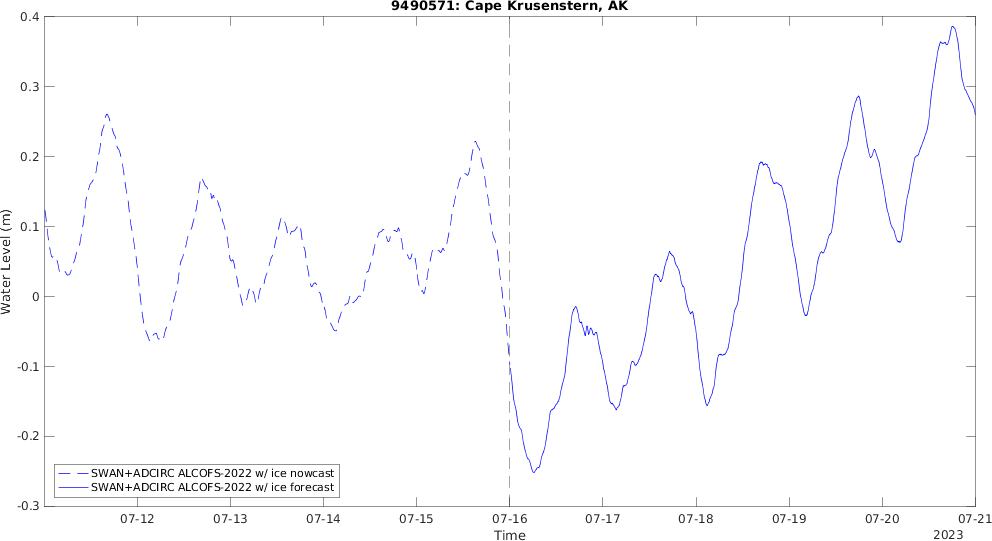 9490571: Cape Krusenstern, AK
Water Level (m)
0.4
0.3
0.2
0.1
0
-0.1
-0.2
-0.3
SWAN+ADCIRC ALCOFS-2022 w/ ice nowcast
SWAN+ADCIRC ALCOFS-2022 w/ ice forecast
07-12 07-13 07-14 07-15 07-16 07-17 07-18 07-19 07-20 07-21
Time
2023